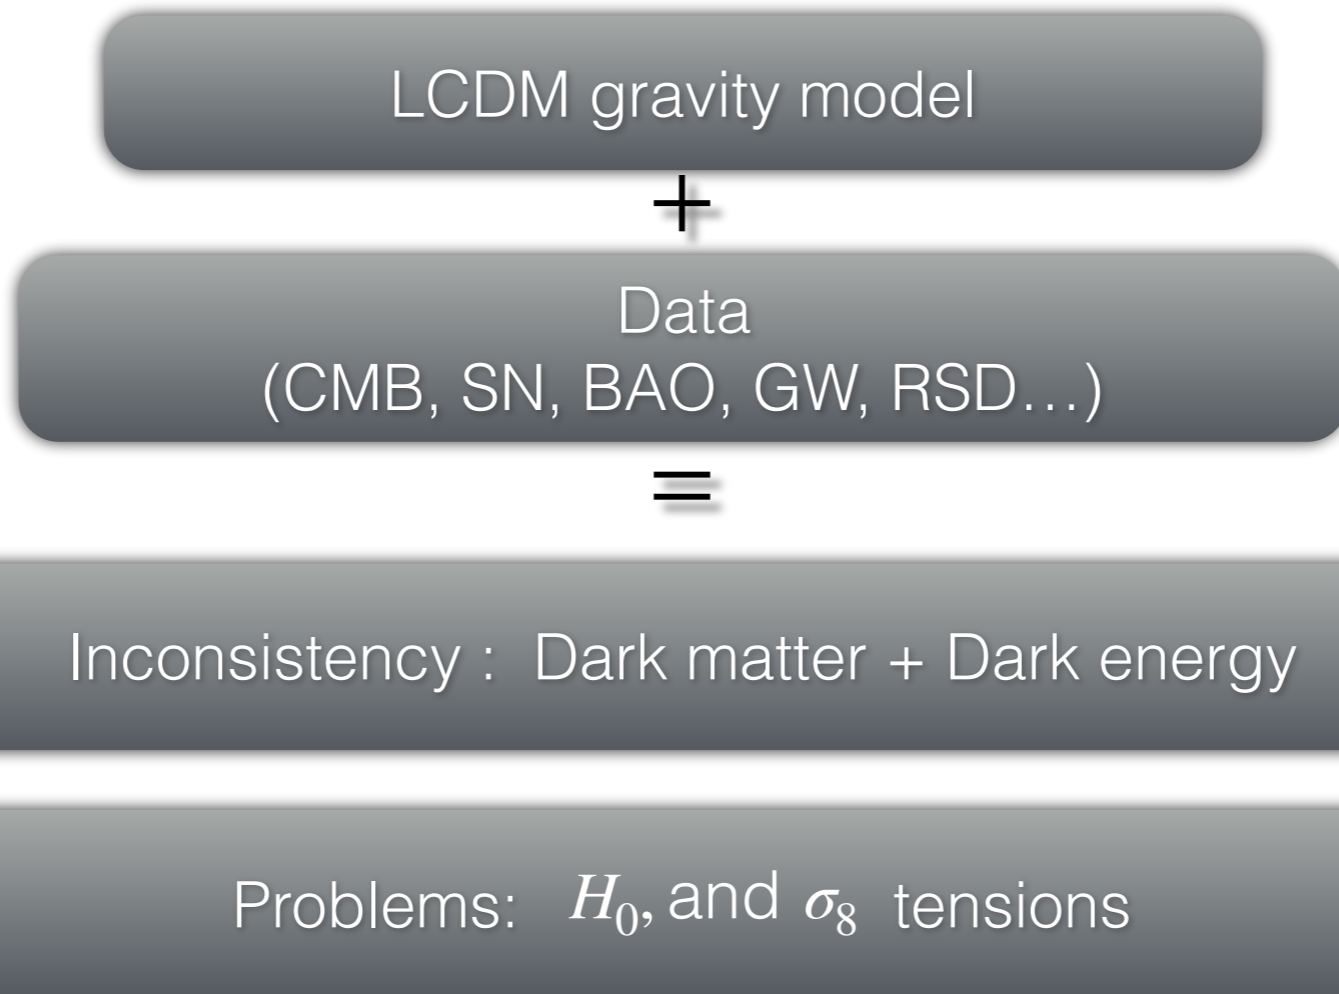 LCDM gravity model
+
Data
(CMB, SN, BAO, GW, RSD…)
=
Inconsistency : Dark matter + Dark energy
Problems: H₀, and σ₈ tensions